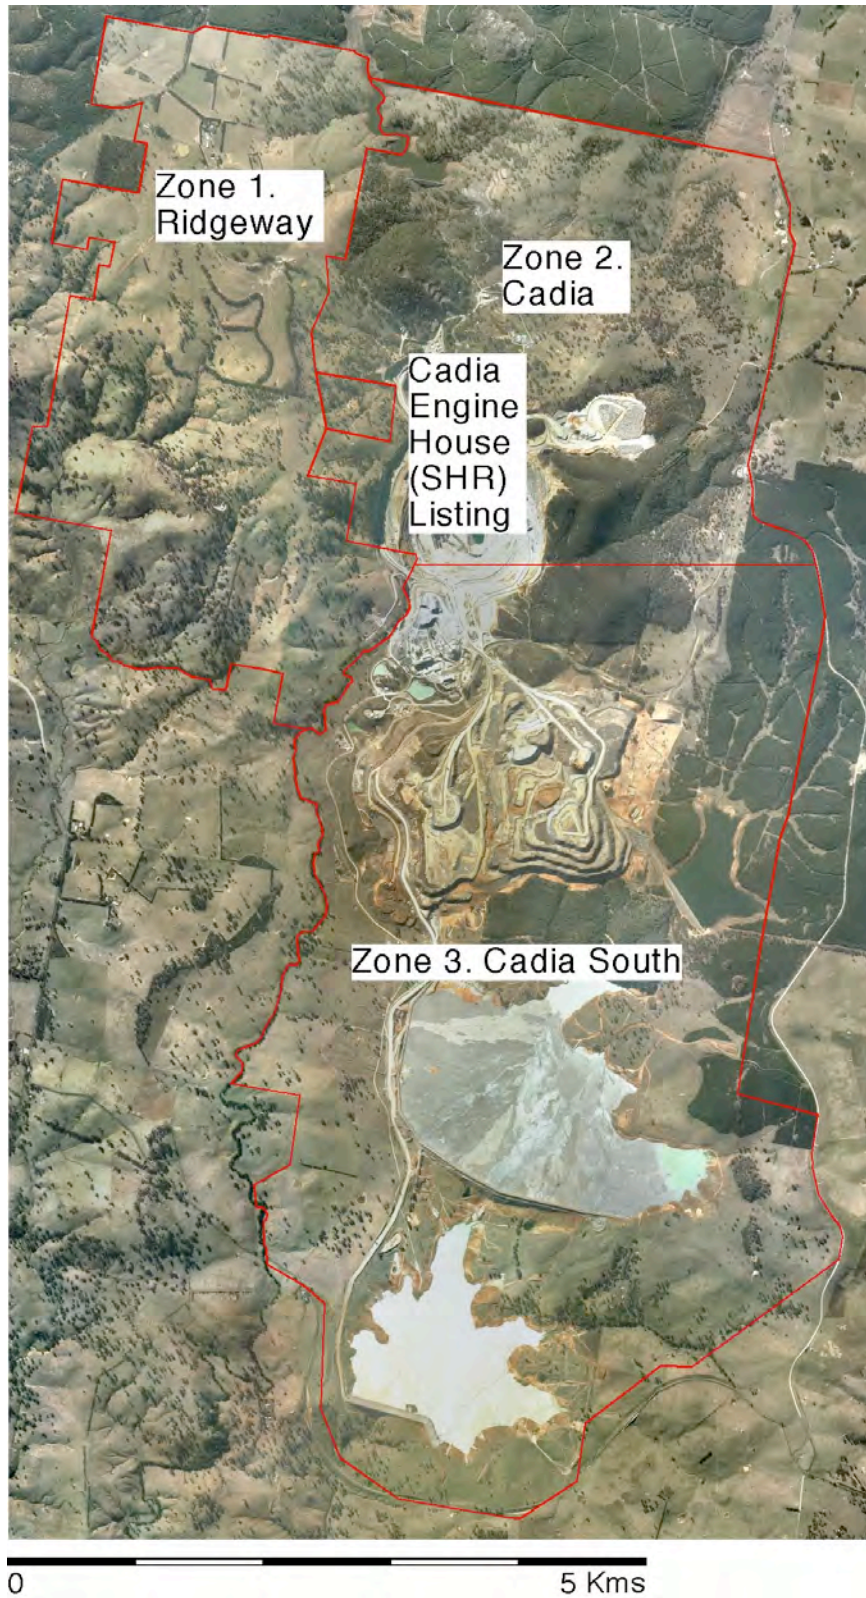 Zone 1.
Ridgeway
Zone 2.
Cadia
Cadia
Engine
House
(SHR)
Listing
Zone 3. Cadia South
0
5 Kms